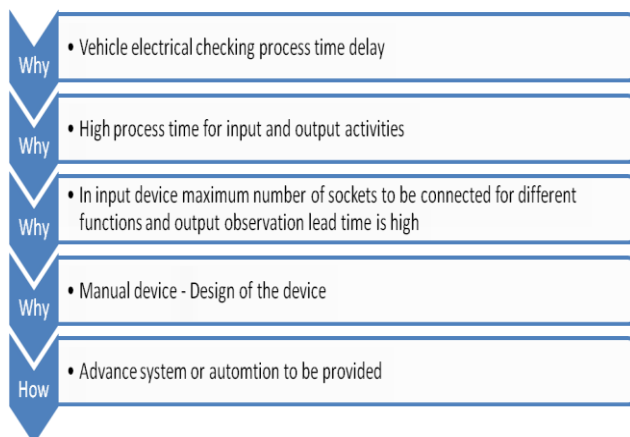 Why
• Vehicle electrical checking process time delay
Why
• High process time for input and output activities
Why
• In input device maximum number of sockets to be connected for different
functions and output observation lead time is high
Why
• Manual device - Design of the device
How
• Advance system or automtion to be provided